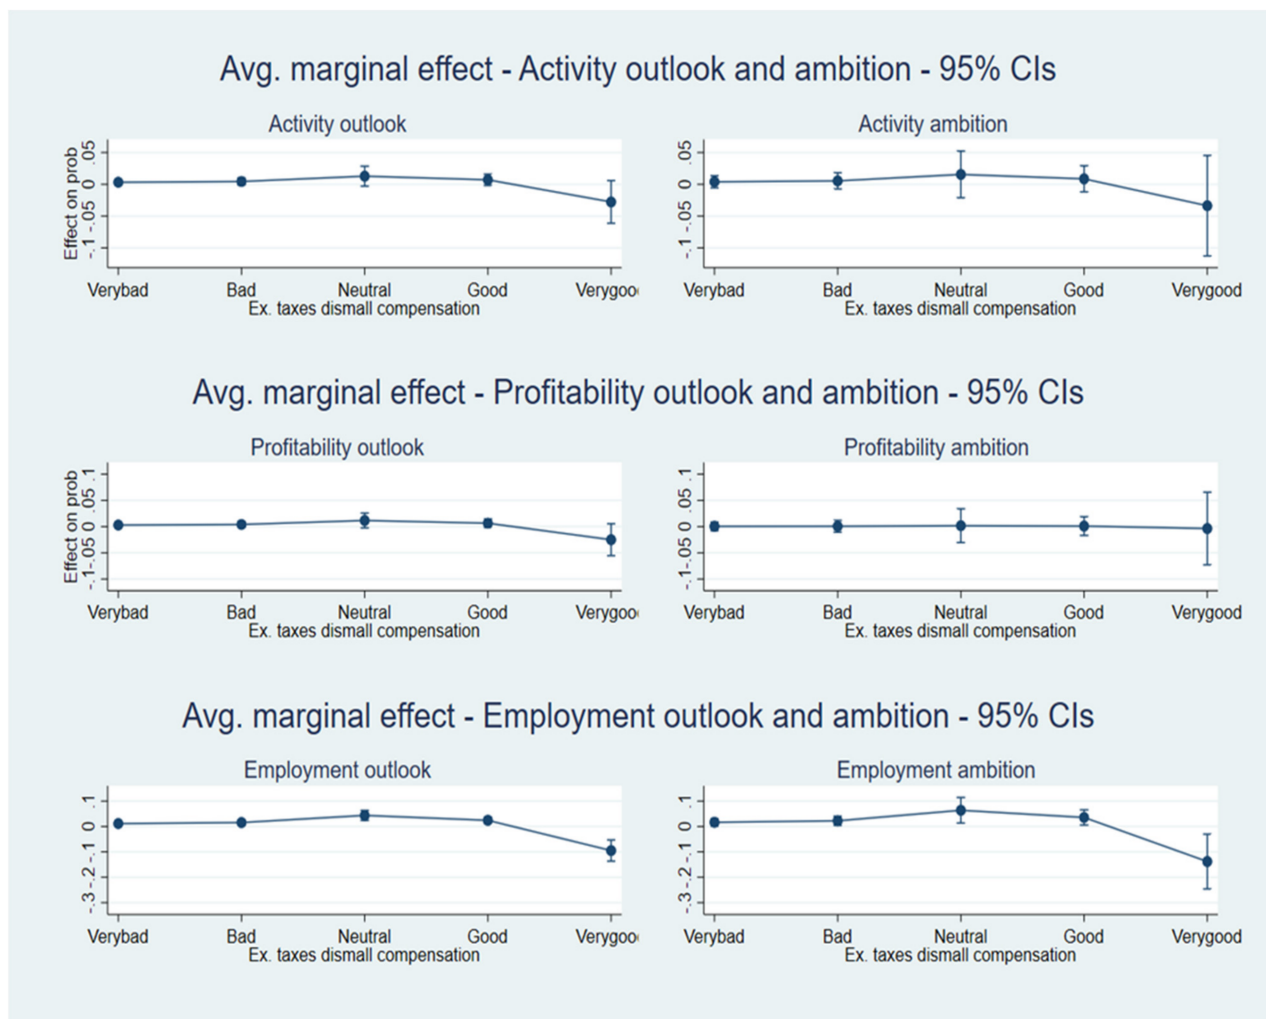 Avg. marginal effect - Activity outlook and ambition - 95% CIs
Activity outlook
Effect on prob
.05
0
-.05
-.1
Verybad Bad Neutral Good Verygoo
Ex. taxes dismall compensation
Activity ambition
.05
0
-.05
-.1
Verybad Bad Neutral Good Verygood
Ex. taxes dismall compensation
Avg. marginal effect - Profitability outlook and ambition - 95% CIs
Profitability outlook
Effect on prob
.1
.05
0
-.05
-.1
Verybad Bad Neutral Good Verygoo
Ex. taxes dismall compensation
Profitability ambition
.1
.05
0
-.05
-.1
Verybad Bad Neutral Good Verygood
Ex. taxes dismall compensation
Avg. marginal effect - Employment outlook and ambition - 95% CIs
Employment outlook
.1
0
-.1
-.2
-.3
Verybad Bad Neutral Good Verygoo
Ex. taxes dismall compensation
Employment ambition
.1
0
-.1
-.2
-.3
Verybad Bad Neutral Good Verygood
Ex. taxes dismall compensation